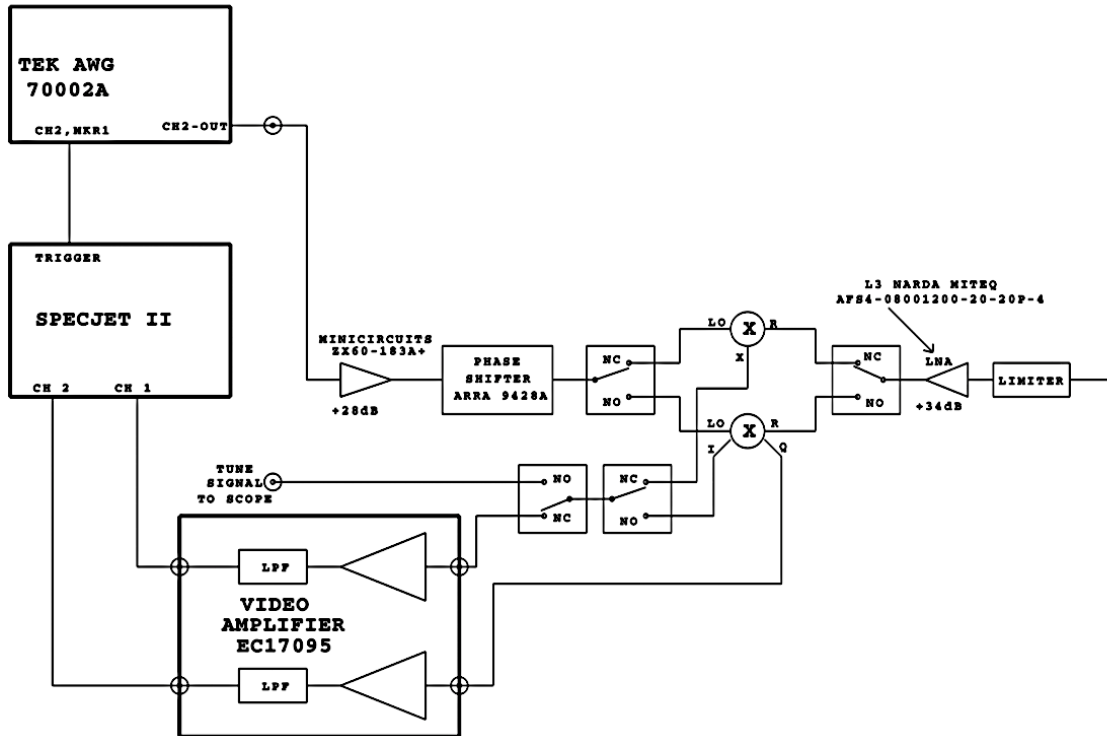 TEK AWG
70002A
CH2,MKR1
CH2-OUT
TRIGGER
SPECJET II
CH 2
CH 1
MINICIRCUITS
ZX60-183A+
+28dB
PHASE
SHIFTER
ARRA 9428A
NC
NO
LO
X
R
X
LO
X
R
I
Q
NC
NO
L3 NARDA MITEQ
AFS4-08001200-20-20P-4
LNA
+34dB
LIMITER
TUNE
SIGNAL
TO SCOPE
NO
NC
NC
NO
LPF
VIDEO
AMPLIFIER
EC17095
LPF